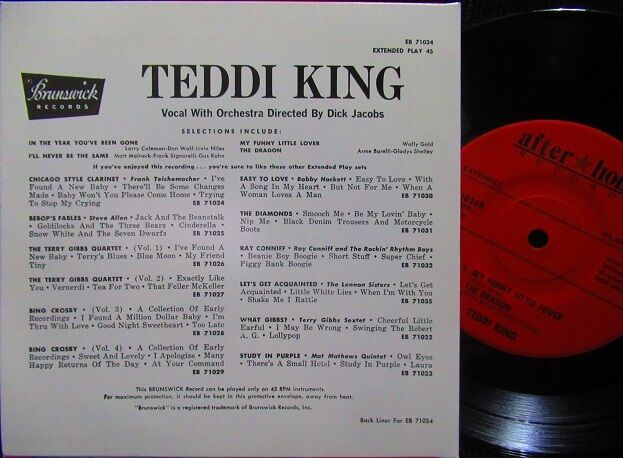 EB 71034
EXTENDED PLAY 45
Brunswick
RECORDS
TEDDI KING
Vocal With Orchestra Directed By Dick Jacobs
SELECTIONS INCLUDE:
IN THE YEAR YOU'VE BEEN GONE
Larry Coleman-Don Wolf-Irvin Niles
I'LL NEVER BE THE SAME Matt Malneck-Frank Signorelli-Gus Kahn
MY FUNNY LITTLE LOVER Wally Gold
THE DRAGON Arme Barelli-Gladys Shelley
If you've enjoyed this recording . . . you're sure to like these other Extended Play sets
CHICAGO STYLE CLARINET • Frank Teichemacher • I've
Found A New Baby • There'll Be Some Changes
Made • Baby Won't You Please Come Home • Trying
To Stop My Crying EB 71024
BEBOP'S FABLES • Steve Allen • Jack And The Beanstalk
• Goldilocks And The Three Bears • Cinderella •
Snow White And The Seven Dwarfs EB 71025
THE TERRY GIBBS QUARTET • (Vol. 1) • I've Found A
New Baby • Terry's Blues • Blue Moon • My Friend
Tiny EB 71026
THE TERRY GIBBS QUARTET • (Vol. 2) • Exactly Like
You • Vernerdi • Tea For Two • That Feller McKeller
EB 71027
BING CROSBY • (Vol. 3) • A Collection Of Early
Recordings • I Found A Million Dollar Baby • I'm
Thru With Love • Good Night Sweetheart • Too Late
EB 71028
BING CROSBY • (Vol. 4) • A Collection Of Early
Recordings • Sweet And Lovely • I Apologize • Many
Happy Returns Of The Day • At Your Command
EB 71029
EASY TO LOVE • Bobby Hackett • Easy To Love • With
A Song In My Heart • But Not For Me • When A
Woman Loves A Man EB 71030
THE DIAMONDS • Smooch Me • Be My Lovin' Baby •
Nip Me • Black Denim Trousers And Motorcycle
Boots EB 71031
RAY CONNIFF • Ray Conniff and The Rockin' Rhythm Boys
• Beanie Boy Boogie • Short Stuff • Super Chief •
Piggy Bank Boogie EB 71032
LET'S GET ACQUAINTED • The Lennon Sisters • Let's Get
Acquainted • Little White Lies • When I'm With You
• Shake Me I Rattle EB 71035
WHAT GIBBS? • Terry Gibbs Sextet • Cheerful Little
Earful • I May Be Wrong • Swinging The Robert
A. G. • Lollypop EB 71022
STUDY IN PURPLE • Mat Mathews Quintet • Owl Eyes
• There's A Small Hotel • Study In Purple • Laura
EB 71023
This BRUNSWICK Record can be played only on 45 RPM Instruments.
For maximum protection, it should be kept in this protective envelope, away from heat.
"Brunswick" is a registered trademark of Brunswick Records, Inc.
Back Liner For EB 71034
after ★ ho
EXTENDED
MY FUNNY LITTLE LOVER
THE DRAGON
TEDDI KING